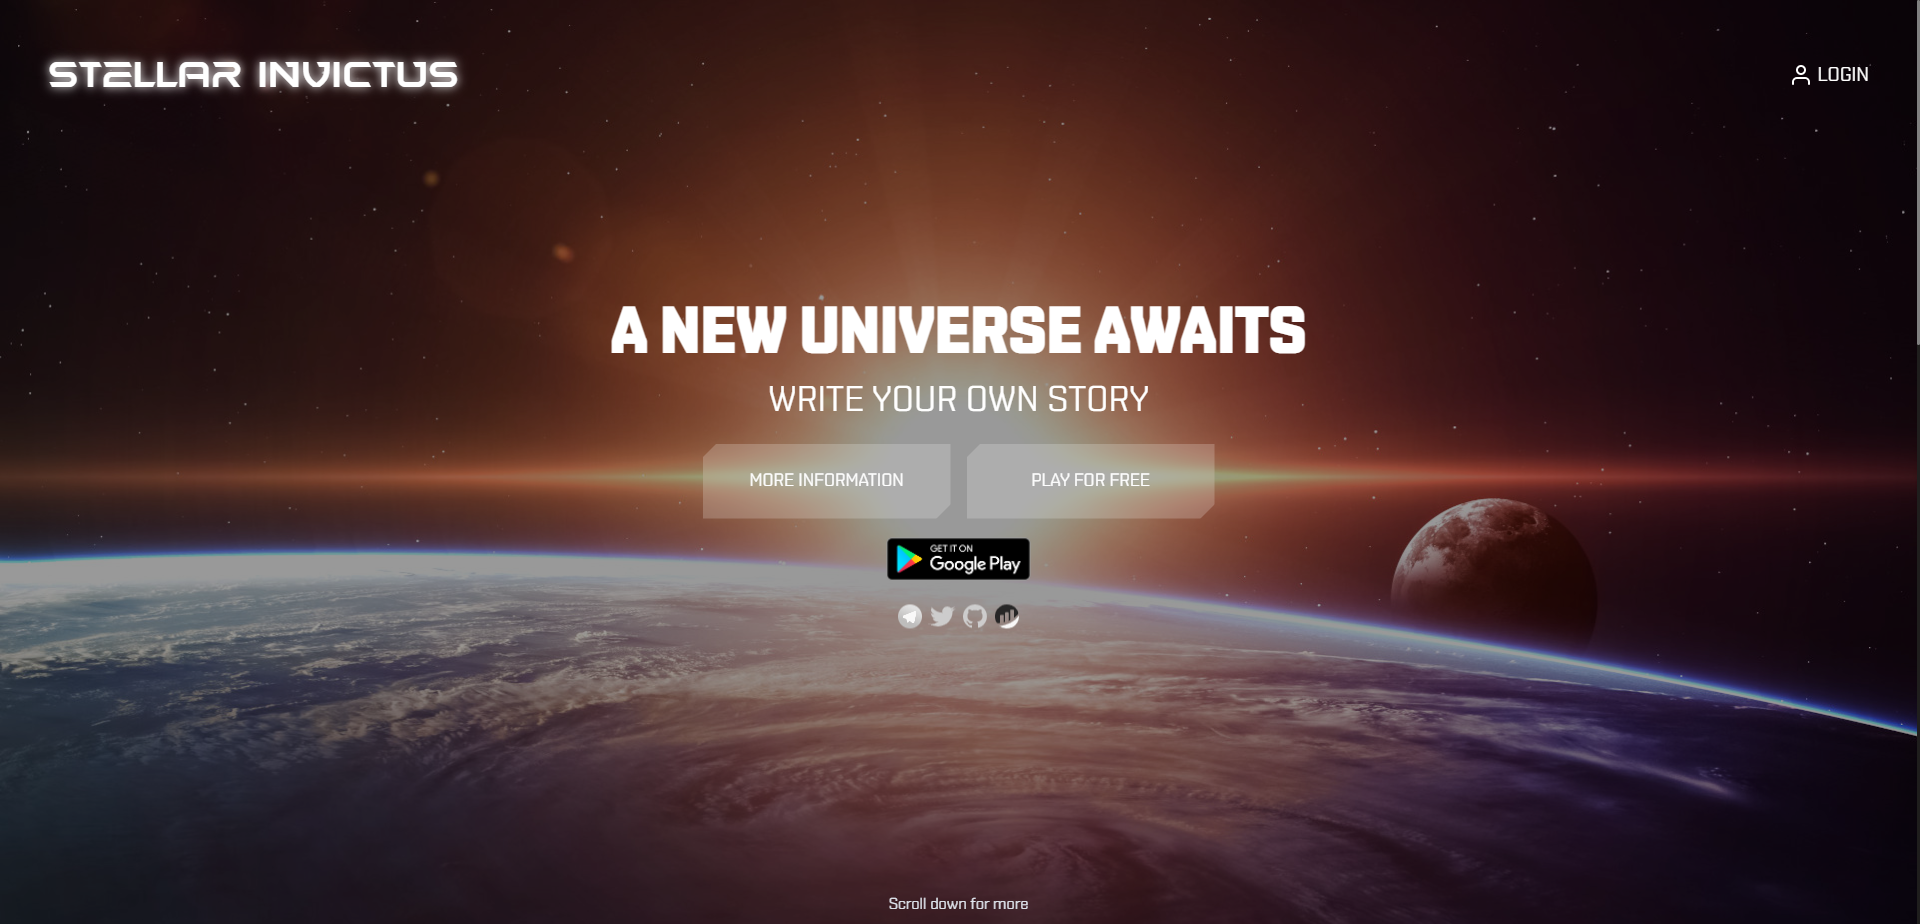 STELLAR INVICTUS
LOGIN
A NEW UNIVERSE AWAITS
WRITE YOUR OWN STORY
MORE INFORMATION
PLAY FOR FREE
GET IT ON
Google Play
Scroll down for more